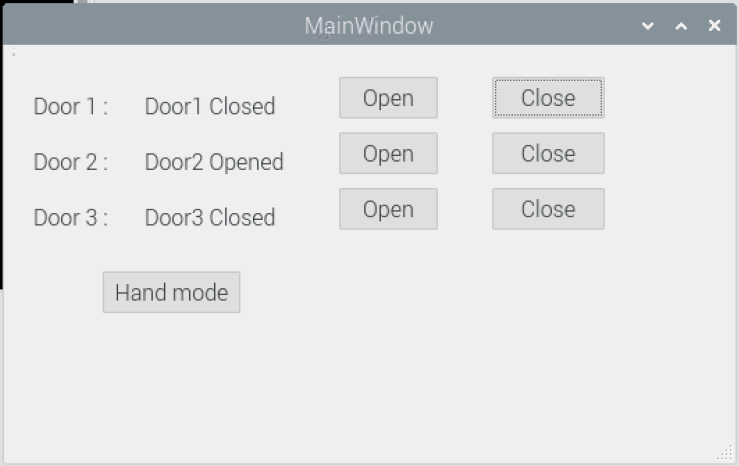 MainWindow
Door 1 : Door1 Closed Open Close
Door 2 : Door2 Opened Open Close
Door 3 : Door3 Closed Open Close
Hand mode